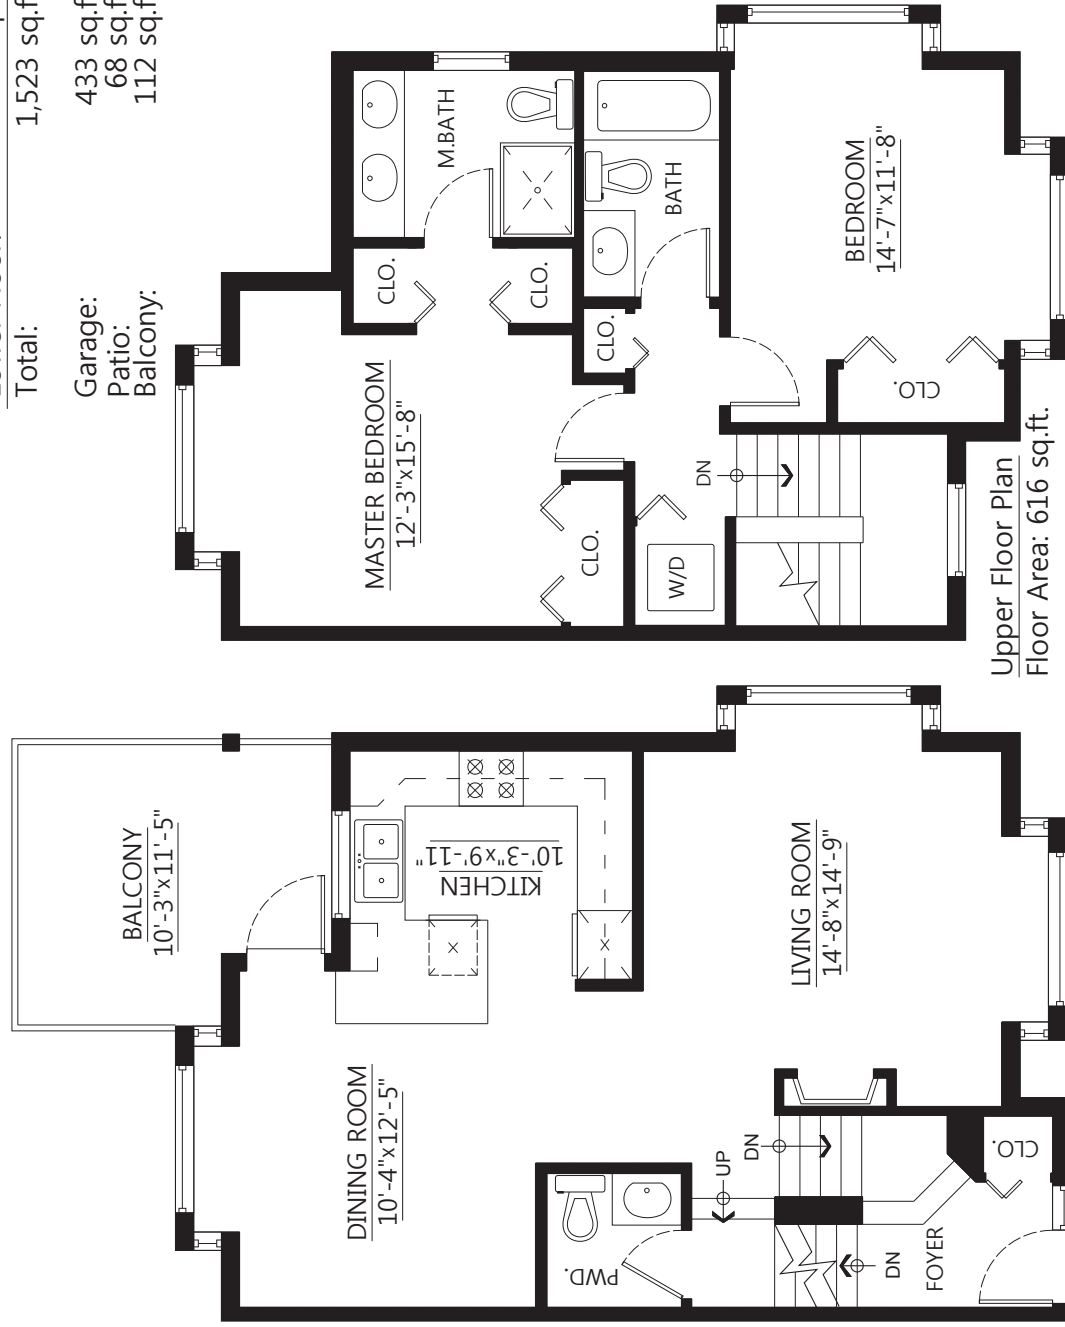 Total: 1,523 sq.f
Garage: 433 sq.f
Patio: 68 sq.f
Balcony: 112 sq.f
BALCONY
10'-3"x11'-5"
DINING ROOM
10'-4"x12'-5"
KITCHEN
10'-3"x9'-11"
LIVING ROOM
14'-8"x14'-9"
PWD.
UP
DN
DN
FOYER
CLO.
MASTER BEDROOM
12'-3"x15'-8"
CLO.
CLO.
M.BATH
CLO.
CLO.
BATH
W/D
DN
BEDROOM
14'-7"x11'-8"
CLO.
Upper Floor Plan
Floor Area: 616 sq.ft.